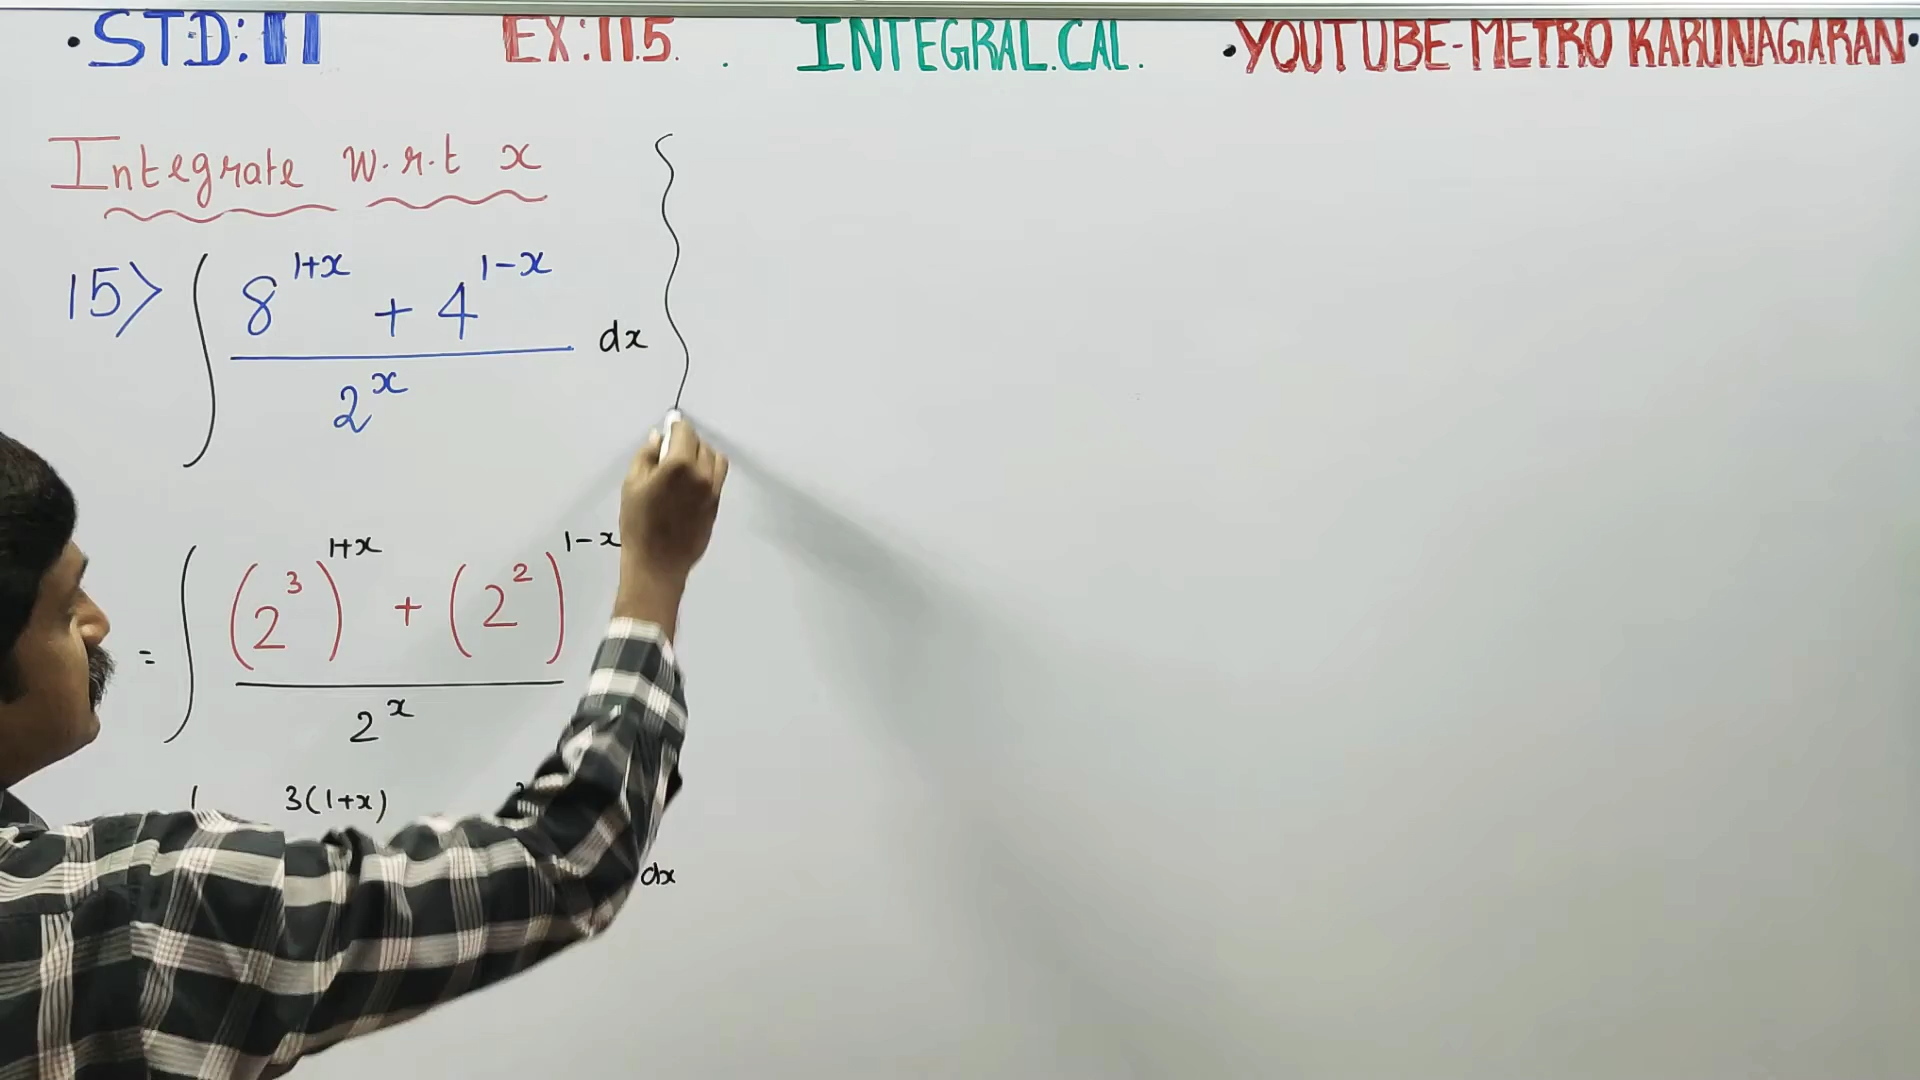 • STD: 11 EX: 11.5. . INTEGRAL.CAL. • YOUTUBE-METRO KARUNAGARAN •
Integrate w.r.t x
15> ∫ (8^(1+x) + 4^(1-x)) / 2^x dx
= ∫ ((2^3)^(1+x) + (2^2)^(1-x)) / 2^x
3(1+x)
dx